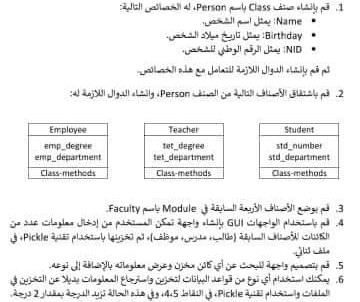 1. قم بإنشاء صنف Class باسم Person، له الخصائص التالية:
▪ Name: يمثل اسم الشخص.
▪ Birthday: يمثل تاريخ ميلاد الشخص.
▪ NID: يمثل الرقم الوطني للشخص.
ثم قم بإنشاء الدوال اللازمة للتعامل مع هذه الخصائص.
2. قم باشتقاق الأصناف التالية من الصنف Person، وإنشاء الدوال اللازمة له:
Employee
emp_degree
emp_department
Class-methods
Teacher
tet_degree
tet_department
Class-methods
Student
std_number
std_department
Class-methods
3. قم بوضع الأصناف الأربعة السابقة في Module باسم Faculty.
4. قم باستخدام الواجهات GUI بإنشاء واجهة تمكن المستخدم من إدخال معلومات عدد من
الكائنات للأصناف السابقة (طالب، مدرس، موظف)، ثم تخزينها باستخدام تقنية Pickle، في
ملف ثنائي.
5. قم بتصميم واجهة للبحث عن أي كائن مخزن وعرض معلوماته بالإضافة إلى نوعه.
6. يمكنك استخدام أي نوع من قواعد البيانات لتخزين واسترجاع المعلومات بديلا عن التخزين في
الملفات واستخدام تقنية Pickle، في النقاط 4،5، وفي هذه الحالة تزيد الدرجة بمقدار 2 درجة.